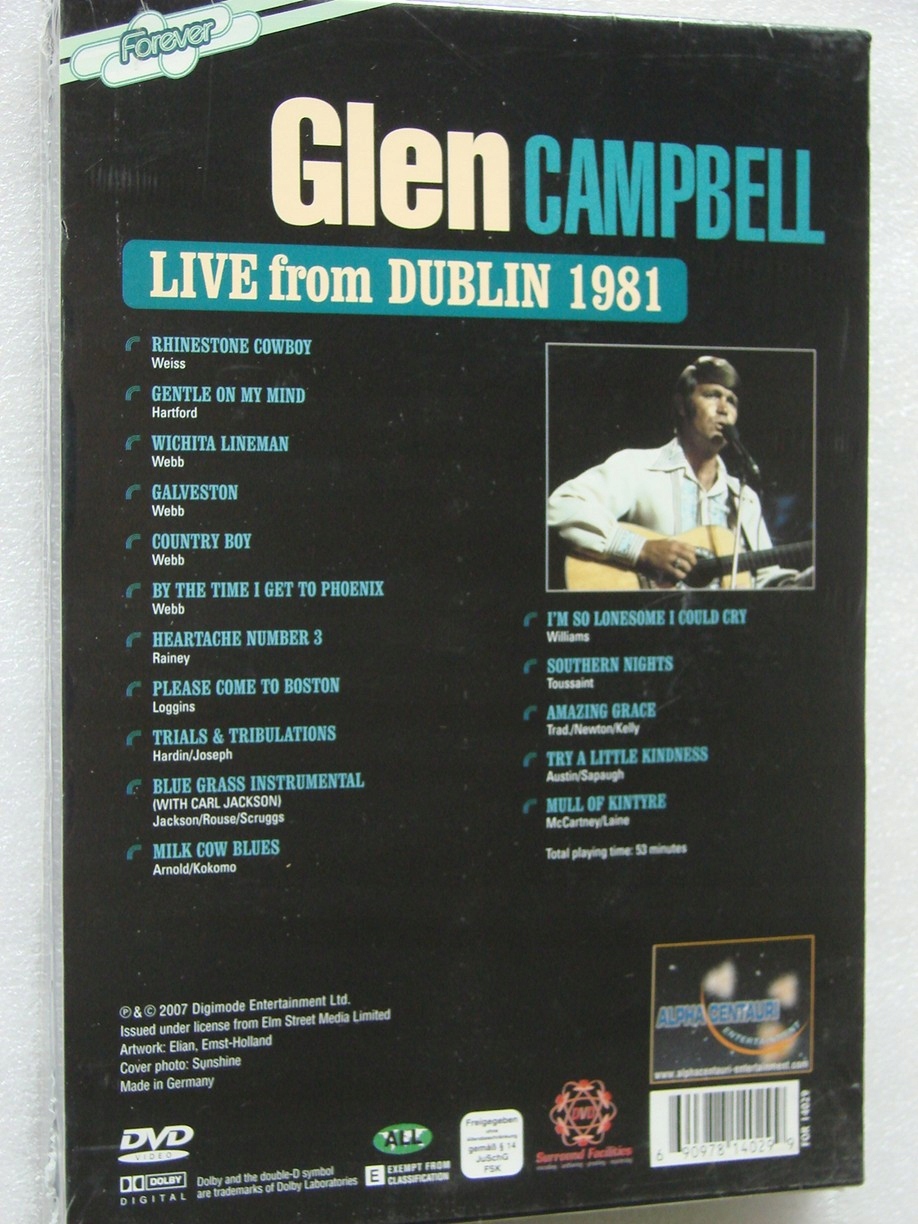 Forever
Glen CAMPBELL
LIVE from DUBLIN 1981
RHINESTONE COWBOY
Weiss
GENTLE ON MY MIND
Hartford
WICHITA LINEMAN
Webb
GALVESTON
Webb
COUNTRY BOY
Webb
BY THE TIME I GET TO PHOENIX
Webb
HEARTACHE NUMBER 3
Rainey
PLEASE COME TO BOSTON
Loggins
TRIALS & TRIBULATIONS
Hardin/Joseph
BLUE GRASS INSTRUMENTAL
(WITH CARL JACKSON)
Jackson/Rouse/Scruggs
MILK COW BLUES
Arnold/Kokomo
I'M SO LONESOME I COULD CRY
Williams
SOUTHERN NIGHTS
Toussaint
AMAZING GRACE
Trad./Newton/Kelly
TRY A LITTLE KINDNESS
Austin/Sapaugh
MULL OF KINTYRE
McCartney/Laine
Total playing time: 53 minutes
℗ & © 2007 Digimode Entertainment Ltd.
Issued under license from Elm Street Media Limited
Artwork: Elian, Emst-Holland
Cover photo: Sunshine
Made in Germany
ALPHA CENTAURI
ENTERTAINMENT
www.alphacentauri-entertainment.com
DVD
VIDEO
DOLBY
DIGITAL
Dolby and the double-D symbol
are trademarks of Dolby Laboratories
ALL
E EXEMPT FROM
CLASSIFICATION
Freigegeben
ohne
Altersbeschränkung
gemäß § 14
JuSchG
FSK
DVD
Surround Facilities
6 90978 14029 9
FOR 14029